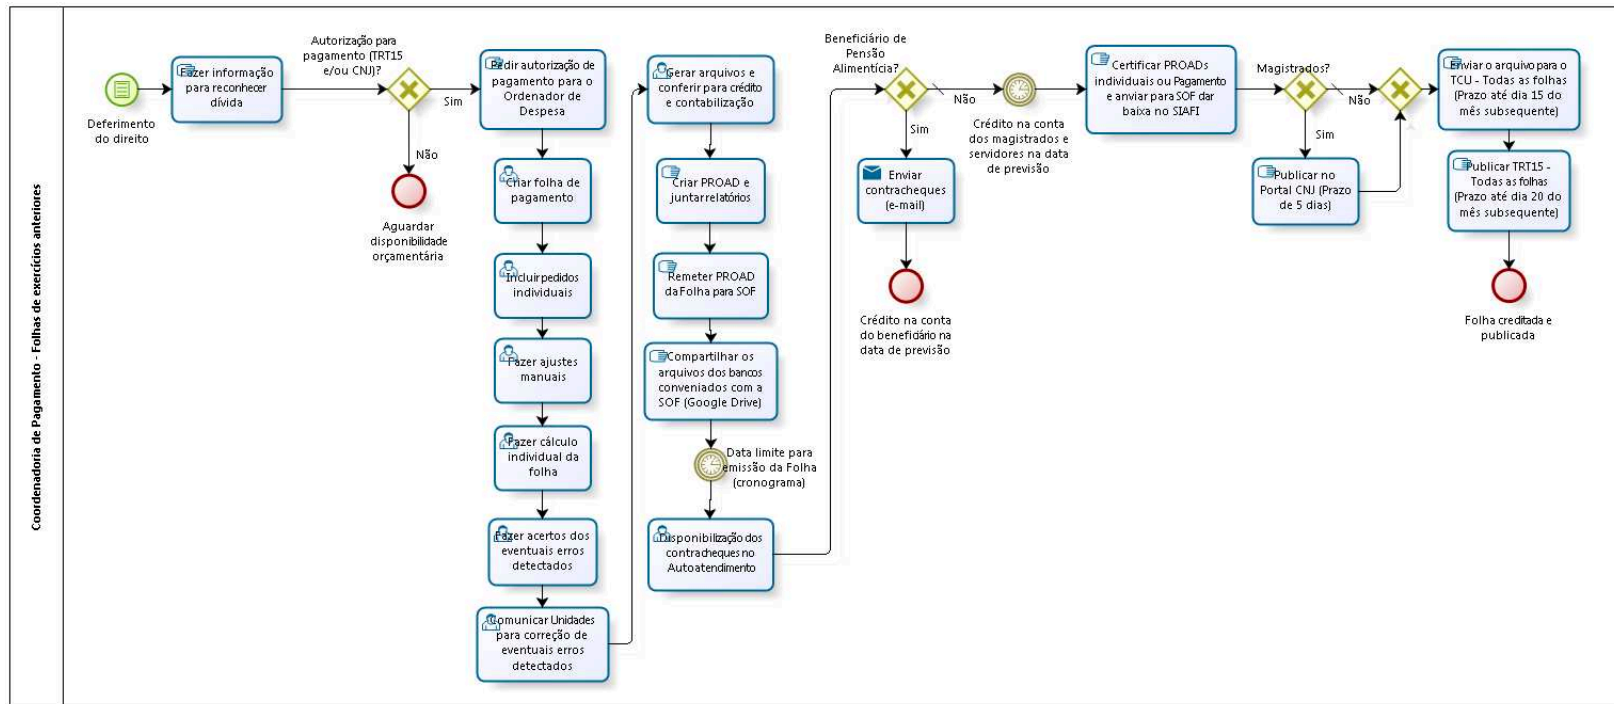 Coordenadoria de Pagamento - Folhas de exercícios anteriores
Deferimento
do direito
Fazer informação
para reconhecer
dívida
Autorização para
pagamento (TRT15
e/ou CNJ)?
Sim
Não
Aguardar
disponibilidade
orçamentária
Pedir autorização de
pagamento para o
Ordenador de
Despesa
Criar folha de
pagamento
Incluir pedidos
individuais
Fazer ajustes
manuais
Fazer cálculo
individual da
folha
Fazer acertos dos
eventuais erros
detectados
Comunicar Unidades
para correção de
eventuais erros
detectados
Gerar arquivos e
conferir para crédito
e contabilização
Criar PROAD e
juntar relatórios
Remeter PROAD
da Folha para SOF
Compartilhar os
arquivos dos bancos
conveniados com a
SOF (Google Drive)
Data limite para
emissão da Folha
(cronograma)
Disponibilização dos
contracheques no
Autoatendimento
Beneficiário de
Pensão
Alimentícia?
Não
Sim
Enviar
contracheques
(e-mail)
Crédito na conta
do beneficiário na
data de previsão
Crédito na conta
dos magistrados e
servidores na data
de previsão
Certificar PROADs
individuais ou Pagamento
e anviar para SOF dar
baixa no SIAFI
Magistrados?
Não
Sim
Publicar no
Portal CNJ (Prazo
de 5 dias)
Enviar o arquivo para o
TCU - Todas as folhas
(Prazo até dia 15 do
mês subsequente)
Publicar TRT15 -
Todas as folhas
(Prazo até dia 20 do
mês subsequente)
Folha creditada e
publicada